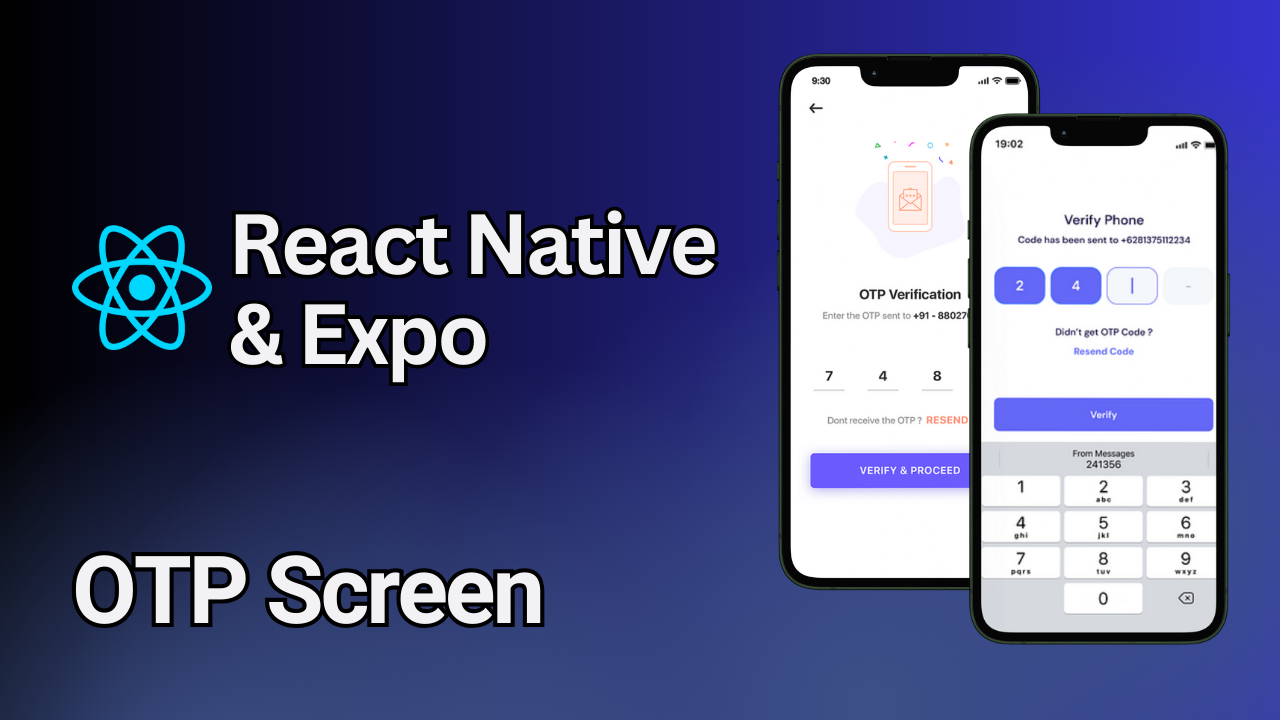 React Native
& Expo
OTP Screen
9:30
OTP Verification
Enter the OTP sent to +91 - 88027
7 4 8
Dont receive the OTP ? RESEND
VERIFY & PROCEED
19:02
Verify Phone
Code has been sent to +6281375112234
2 4 -
Didn't get OTP Code ?
Resend Code
Verify
From Messages
241356
1 2 3
abc def
4 5 6
ghi jkl mno
7 8 9
pqrs tuv wxyz
0